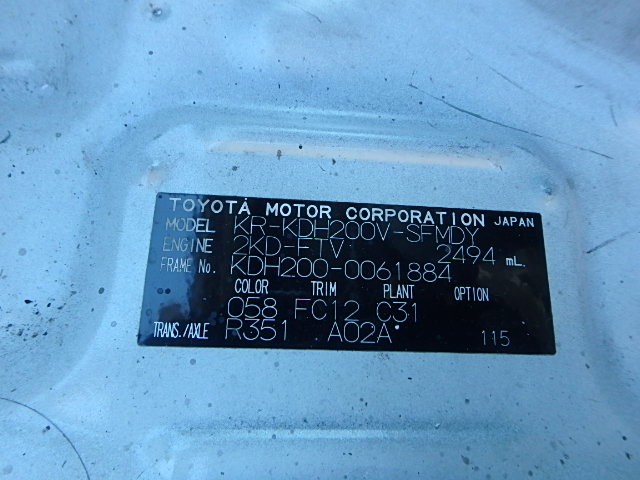 TOYOTA MOTOR CORPORATION JAPAN
MODEL KR-KDH200V-SFMDY
ENGINE 2KD-FTV 2494 mL.
FRAME No. KDH200-0061884
COLOR TRIM PLANT OPTION
058 FC12 C31
TRANS./AXLE R351 A02A
115